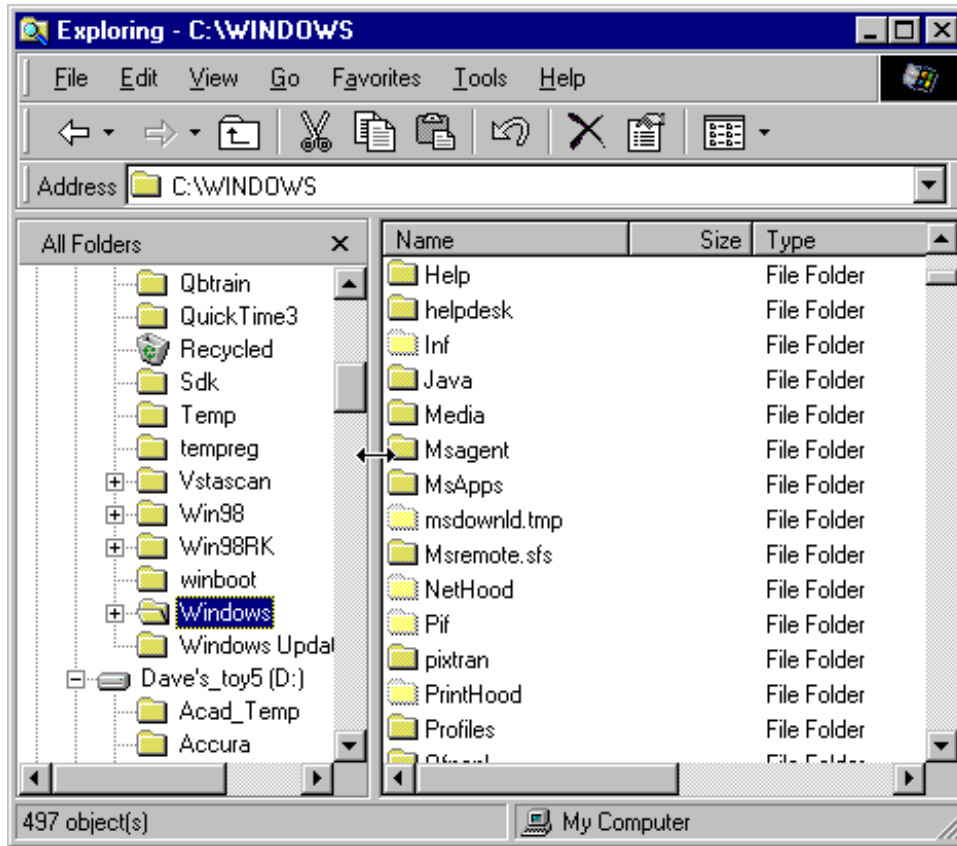 Exploring - C:\WINDOWS
File Edit View Go Favorites Tools Help
Address C:\WINDOWS
All Folders
Qbtrain
QuickTime3
Recycled
Sdk
Temp
tempreg
Vstascan
Win98
Win98RK
winboot
Windows
Windows Updat
Dave's_toy5 (D:)
Acad_Temp
Accura
Name Size Type
Help File Folder
helpdesk File Folder
Inf File Folder
Java File Folder
Media File Folder
Msagent File Folder
MsApps File Folder
msdownld.tmp File Folder
Msremote.sfs File Folder
NetHood File Folder
Pif File Folder
pixtran File Folder
PrintHood File Folder
Profiles File Folder
File Folder
497 object(s) My Computer